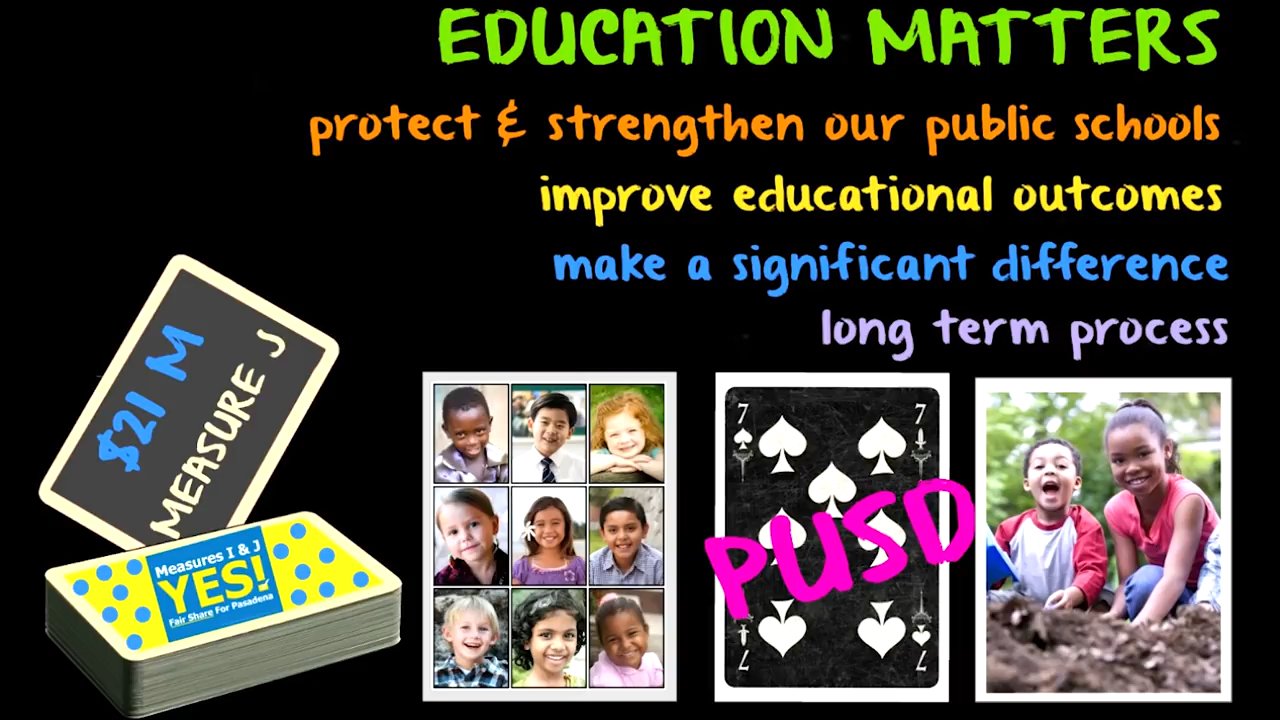 EDUCATION MATTERS
protect & strengthen our public schools
improve educational outcomes
make a significant difference
long term process
$21 M
MEASURE J
Measures I & J
YES!
Fair Share For Pasadena
7
7
PUSD
7
7